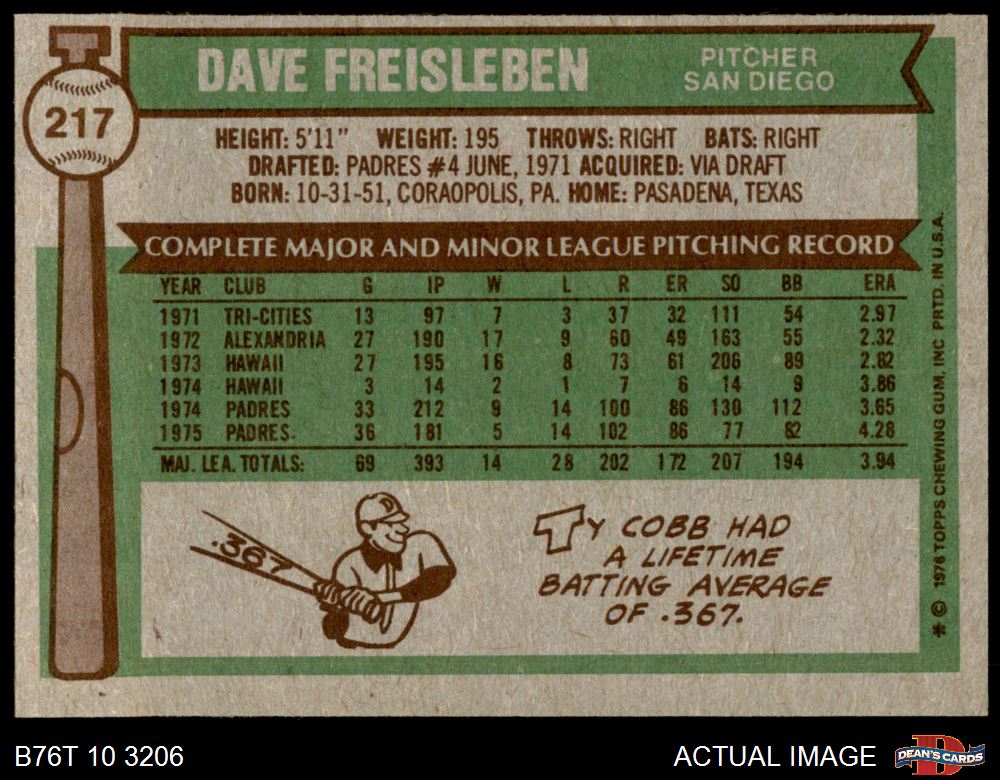 DAVE FREISLEBEN
PITCHER
SAN DIEGO
217
HEIGHT: 5'11" WEIGHT: 195 THROWS: RIGHT BATS: RIGHT
DRAFTED: PADRES #4 JUNE, 1971 ACQUIRED: VIA DRAFT
BORN: 10-31-51, CORAOPOLIS, PA. HOME: PASADENA, TEXAS
COMPLETE MAJOR AND MINOR LEAGUE PITCHING RECORD
YEAR CLUB G IP W L R ER SO BB ERA
1971 TRI-CITIES 13 97 7 3 37 32 111 54 2.97
1972 ALEXANDRIA 27 190 17 9 60 49 163 55 2.32
1973 HAWAII 27 195 16 8 73 61 206 89 2.82
1974 HAWAII 3 14 2 1 7 6 14 9 3.86
1974 PADRES 33 212 9 14 100 86 130 112 3.65
1975 PADRES. 36 181 5 14 102 86 77 82 4.28
MAJ. LEA. TOTALS: 69 393 14 28 202 172 207 194 3.94
.367
TY COBB HAD
A LIFETIME
BATTING AVERAGE
OF .367.
* © 1976 TOPPS CHEWING GUM, INC PRTD. IN U.S.A.
B76T 10 3206
ACTUAL IMAGE
DEAN'S CARDS